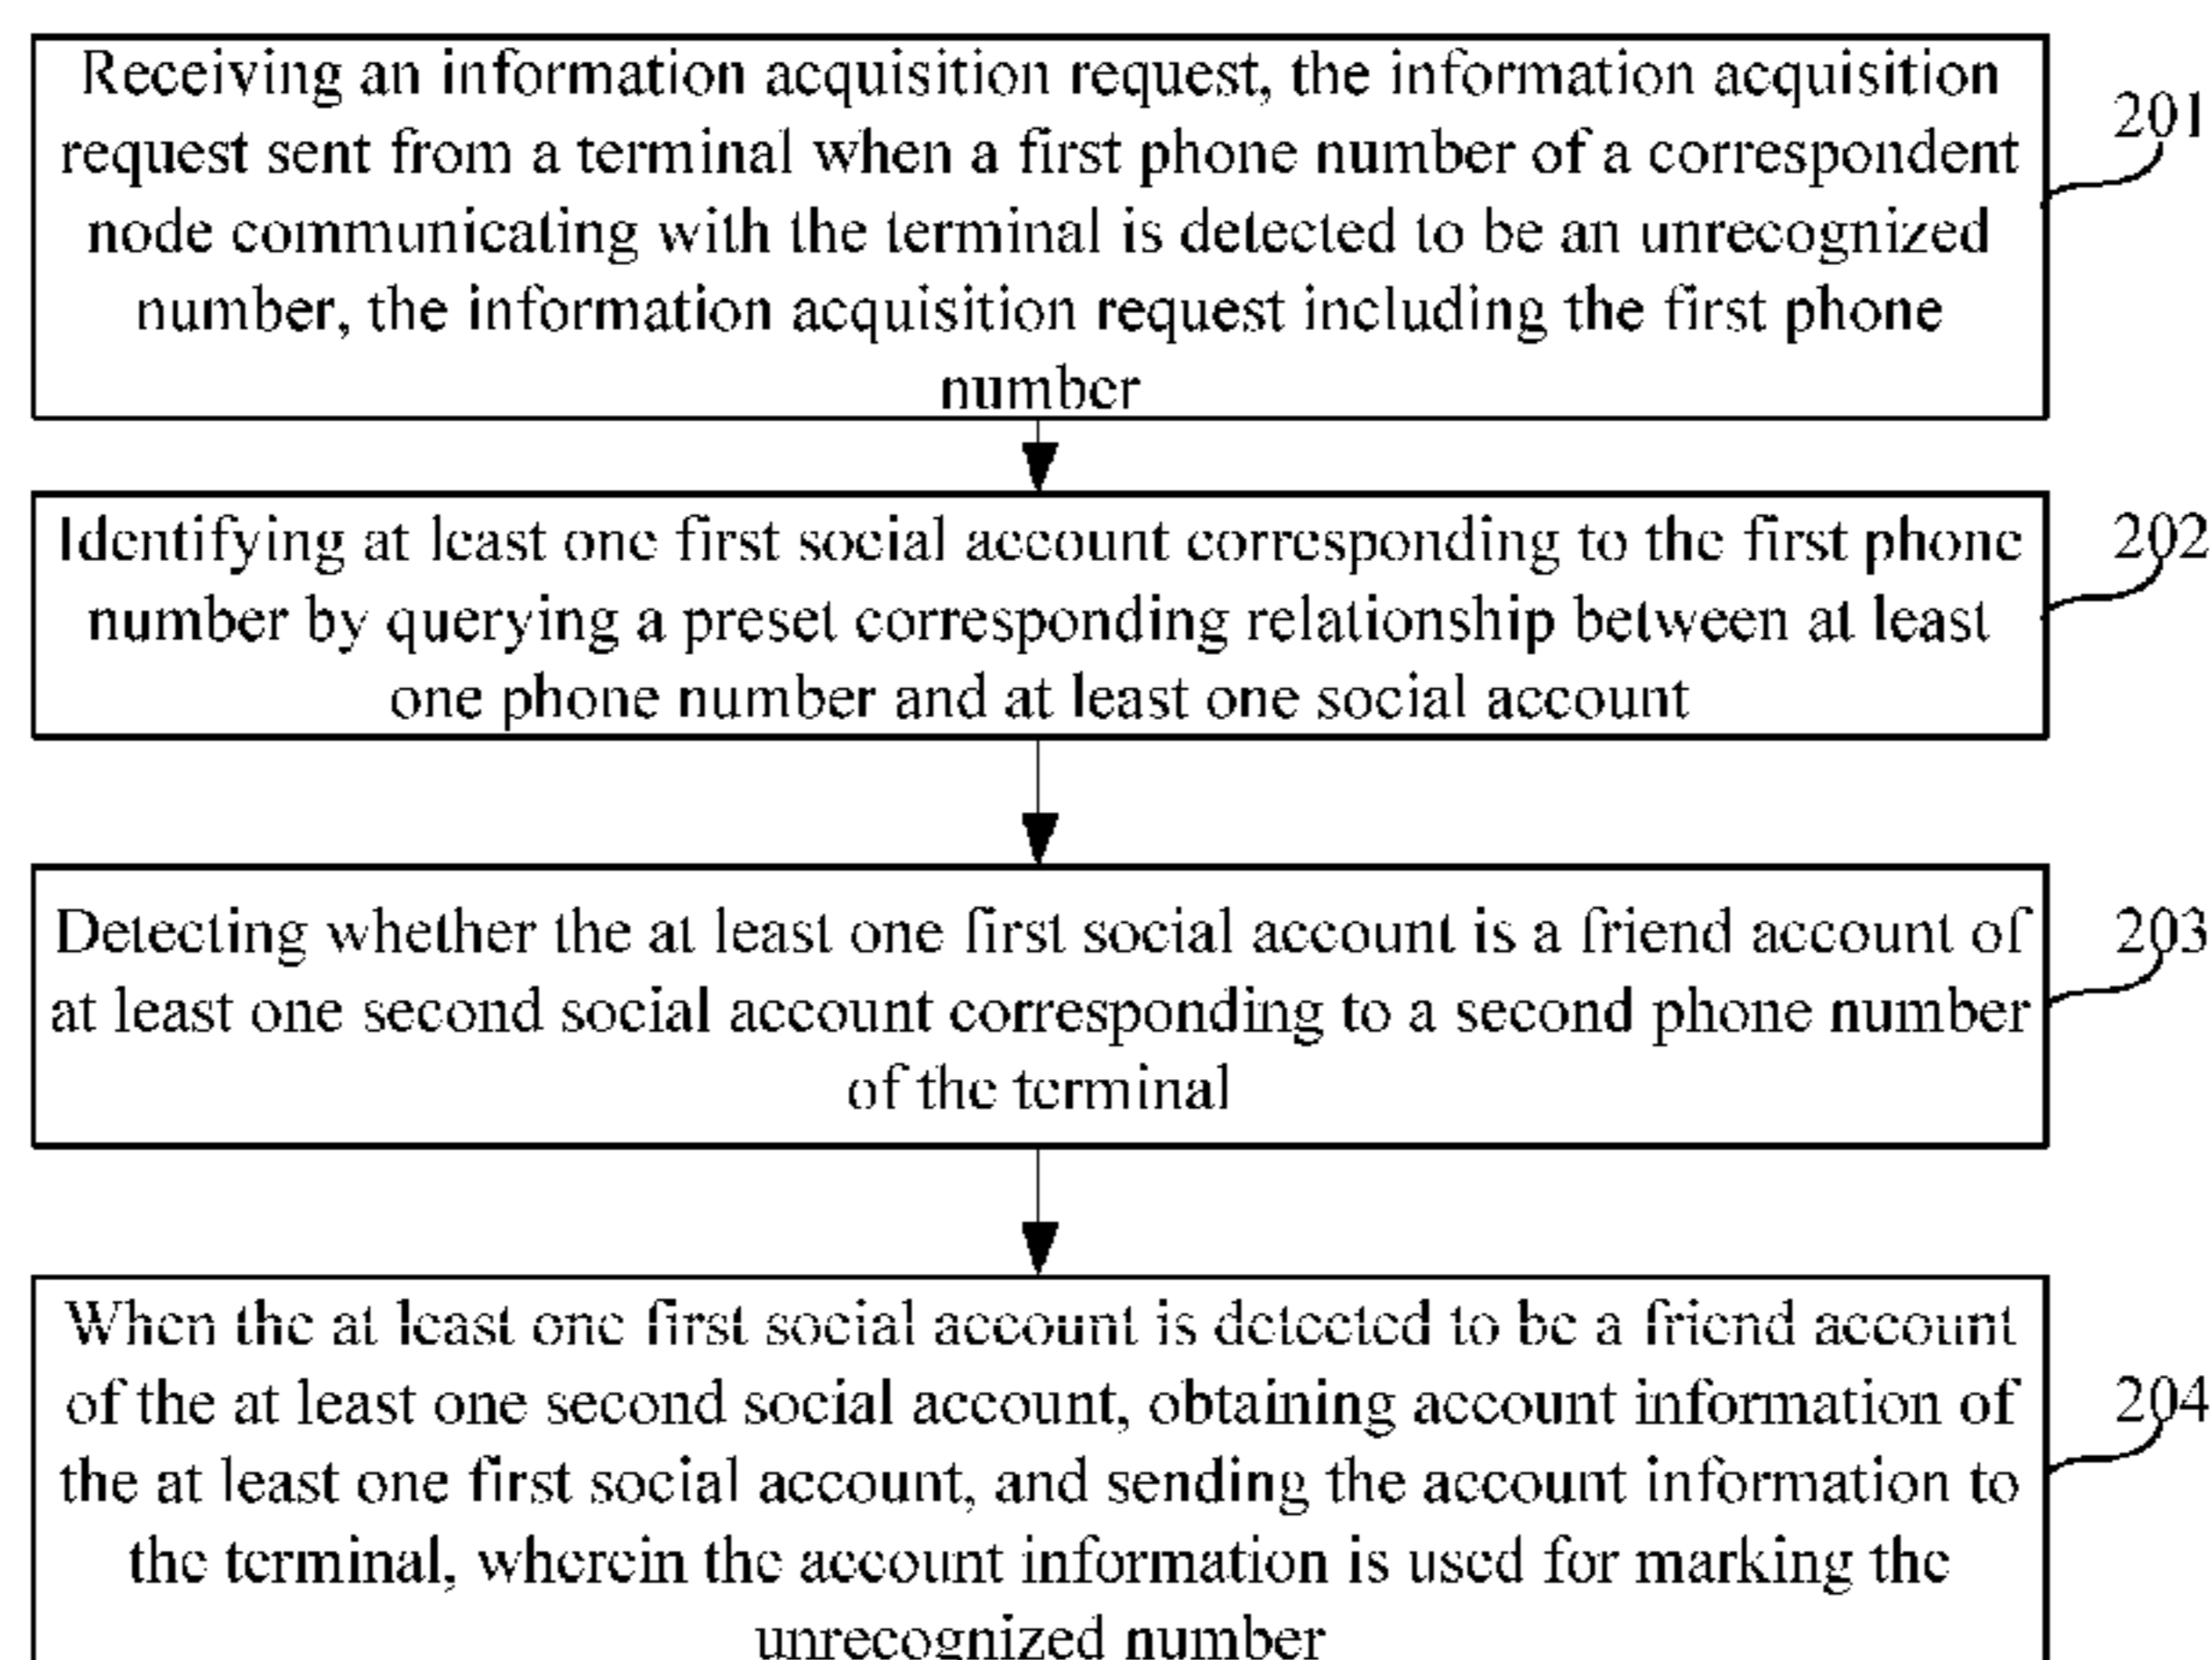 Receiving an information acquisition request, the information acquisition
request sent from a terminal when a first phone number of a correspondent
node communicating with the terminal is detected to be an unrecognized
number, the information acquisition request including the first phone
number
201
Identifying at least one first social account corresponding to the first phone
number by querying a preset corresponding relationship between at least
one phone number and at least one social account
202
Detecting whether the at least one first social account is a friend account of
at least one second social account corresponding to a second phone number
of the terminal
203
When the at least one first social account is detected to be a friend account
of the at least one second social account, obtaining account information of
the at least one first social account, and sending the account information to
the terminal, wherein the account information is used for marking the
unrecognized number
204